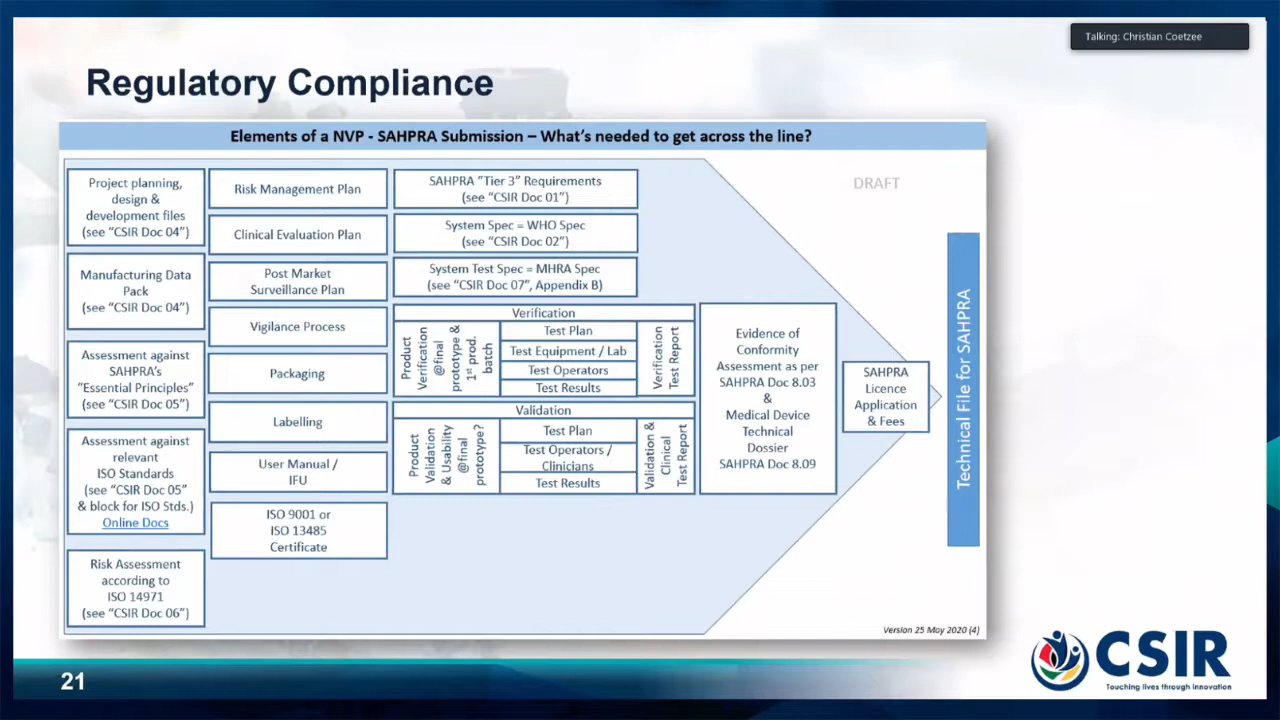 Talking: Christian Coetzee
Regulatory Compliance
Elements of a NVP - SAHPRA Submission – What's needed to get across the line?
Project planning,
design &
development files
(see "CSIR Doc 04")
Manufacturing Data
Pack
(see "CSIR Doc 04")
Assessment against
SAHPRA's
"Essential Principles"
(see "CSIR Doc 05")
Assessment against
relevant
ISO Standards
(see "CSIR Doc 05"
& block for ISO Stds.)
Online Docs
Risk Assessment
according to
ISO 14971
(see "CSIR Doc 06")
Risk Management Plan
Clinical Evaluation Plan
Post Market
Surveillance Plan
Vigilance Process
Packaging
Labelling
User Manual /
IFU
ISO 9001 or
ISO 13485
Certificate
SAHPRA "Tier 3" Requirements
(see "CSIR Doc 01")
System Spec = WHO Spec
(see "CSIR Doc 02")
System Test Spec = MHRA Spec
(see "CSIR Doc 07", Appendix B)
Verification
Product
Verification
@final
prototype &
1st prod.
batch
Test Plan
Test Equipment / Lab
Test Operators
Test Results
Verification
Test Report
Validation
Product
Validation
& Usability
@final
prototype?
Test Plan
Test Operators /
Clinicians
Test Results
Validation &
Clinical
Test Report
Evidence of
Conformity
Assessment as per
SAHPRA Doc 8.03
&
Medical Device
Technical
Dossier
SAHPRA Doc 8.09
SAHPRA
Licence
Application
& Fees
DRAFT
Technical File for SAHPRA
Version 25 May 2020 (4)
21
CSIR
Touching lives through innovation